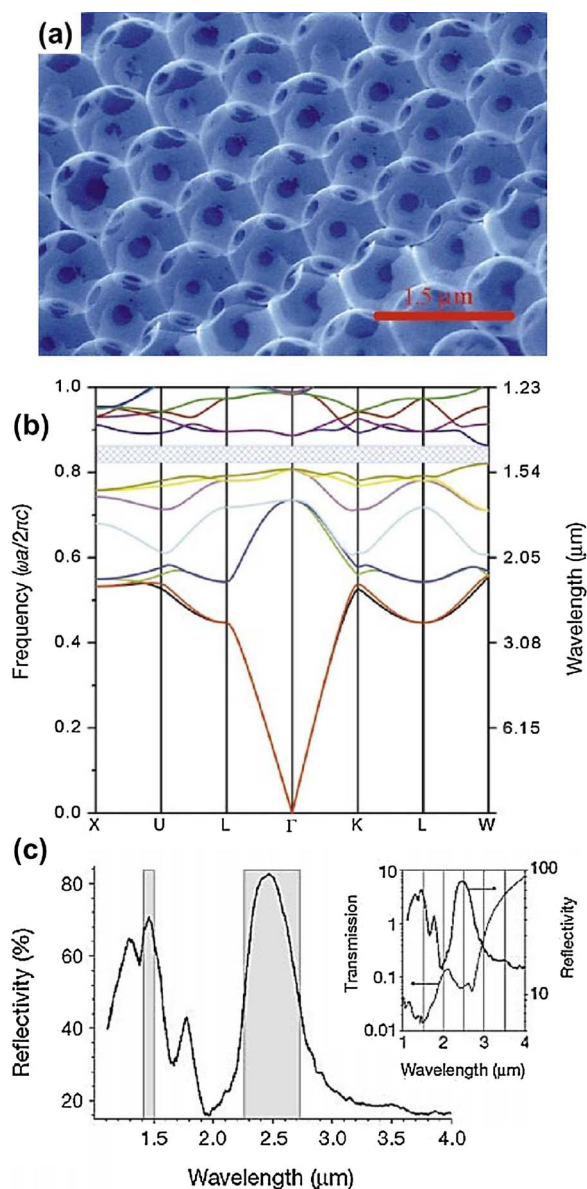 (a)
1.5 μm
(b)
Frequency (ωa/2πc)
1.0
0.8
0.6
0.4
0.2
0.0
X U L Γ K L W
1.23
1.54
2.05
3.08
6.15
Wavelength (μm)
(c)
Reflectivity (%)
80
60
40
20
1.5 2.0 2.5 3.0 3.5 4.0
Wavelength (μm)
Transmission
10
1
0.1
0.01
1 2 3 4
Wavelength (μm)
100
10
Reflectivity